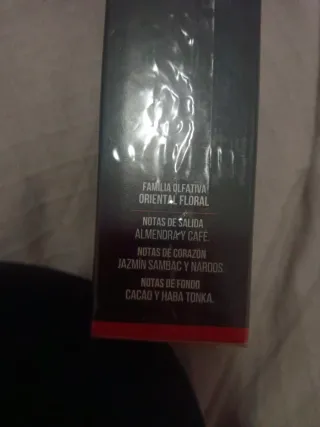 FAMILIA OLFATIVA
ORIENTAL FLORAL
NOTAS DE SALIDA
ALMENDRA Y CAFÉ.
NOTAS DE CORAZÓN
JAZMÍN SAMBAC Y NARDOS.
NOTAS DE FONDO
CACAO Y HABA TONKA.